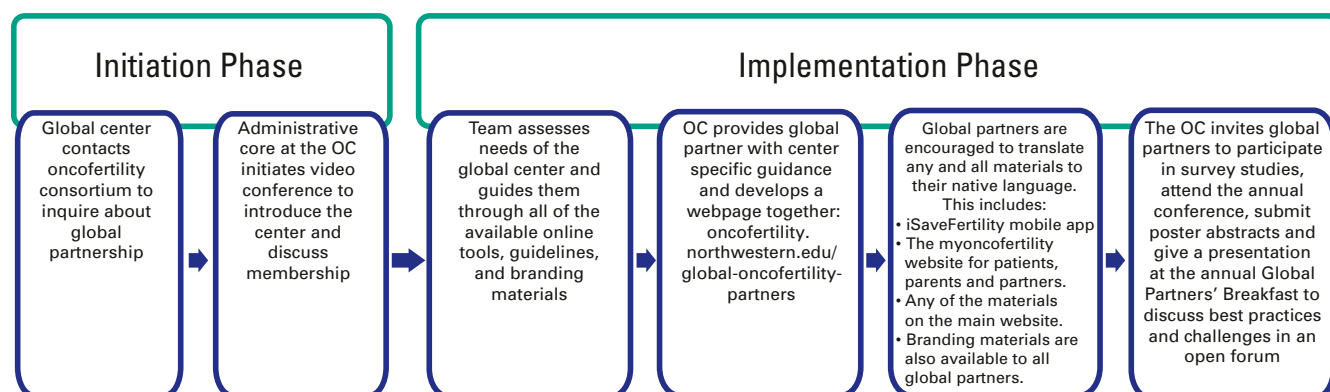 Initiation Phase
Implementation Phase
Global center
contacts
oncofertility
consortium to
inquire about
global
partnership
Administrative
core at the OC
initiates video
conference to
introduce the
center and
discuss
membership
Team assesses
needs of the
global center and
guides them
through all of the
available online
tools, guidelines,
and branding
materials
OC provides global
partner with center
specific guidance
and develops a
webpage together:
oncofertility.
northwestern.edu/
global-oncofertility-
partners
Global partners are
encouraged to translate
any and all materials to
their native language.
This includes:
• iSaveFertility mobile app
• The myoncofertility
website for patients,
parents and partners.
• Any of the materials
on the main website.
• Branding materials are
also available to all
global partners.
The OC invites global
partners to participate
in survey studies,
attend the annual
conference, submit
poster abstracts and
give a presentation
at the annual Global
Partners’ Breakfast to
discuss best practices
and challenges in an
open forum